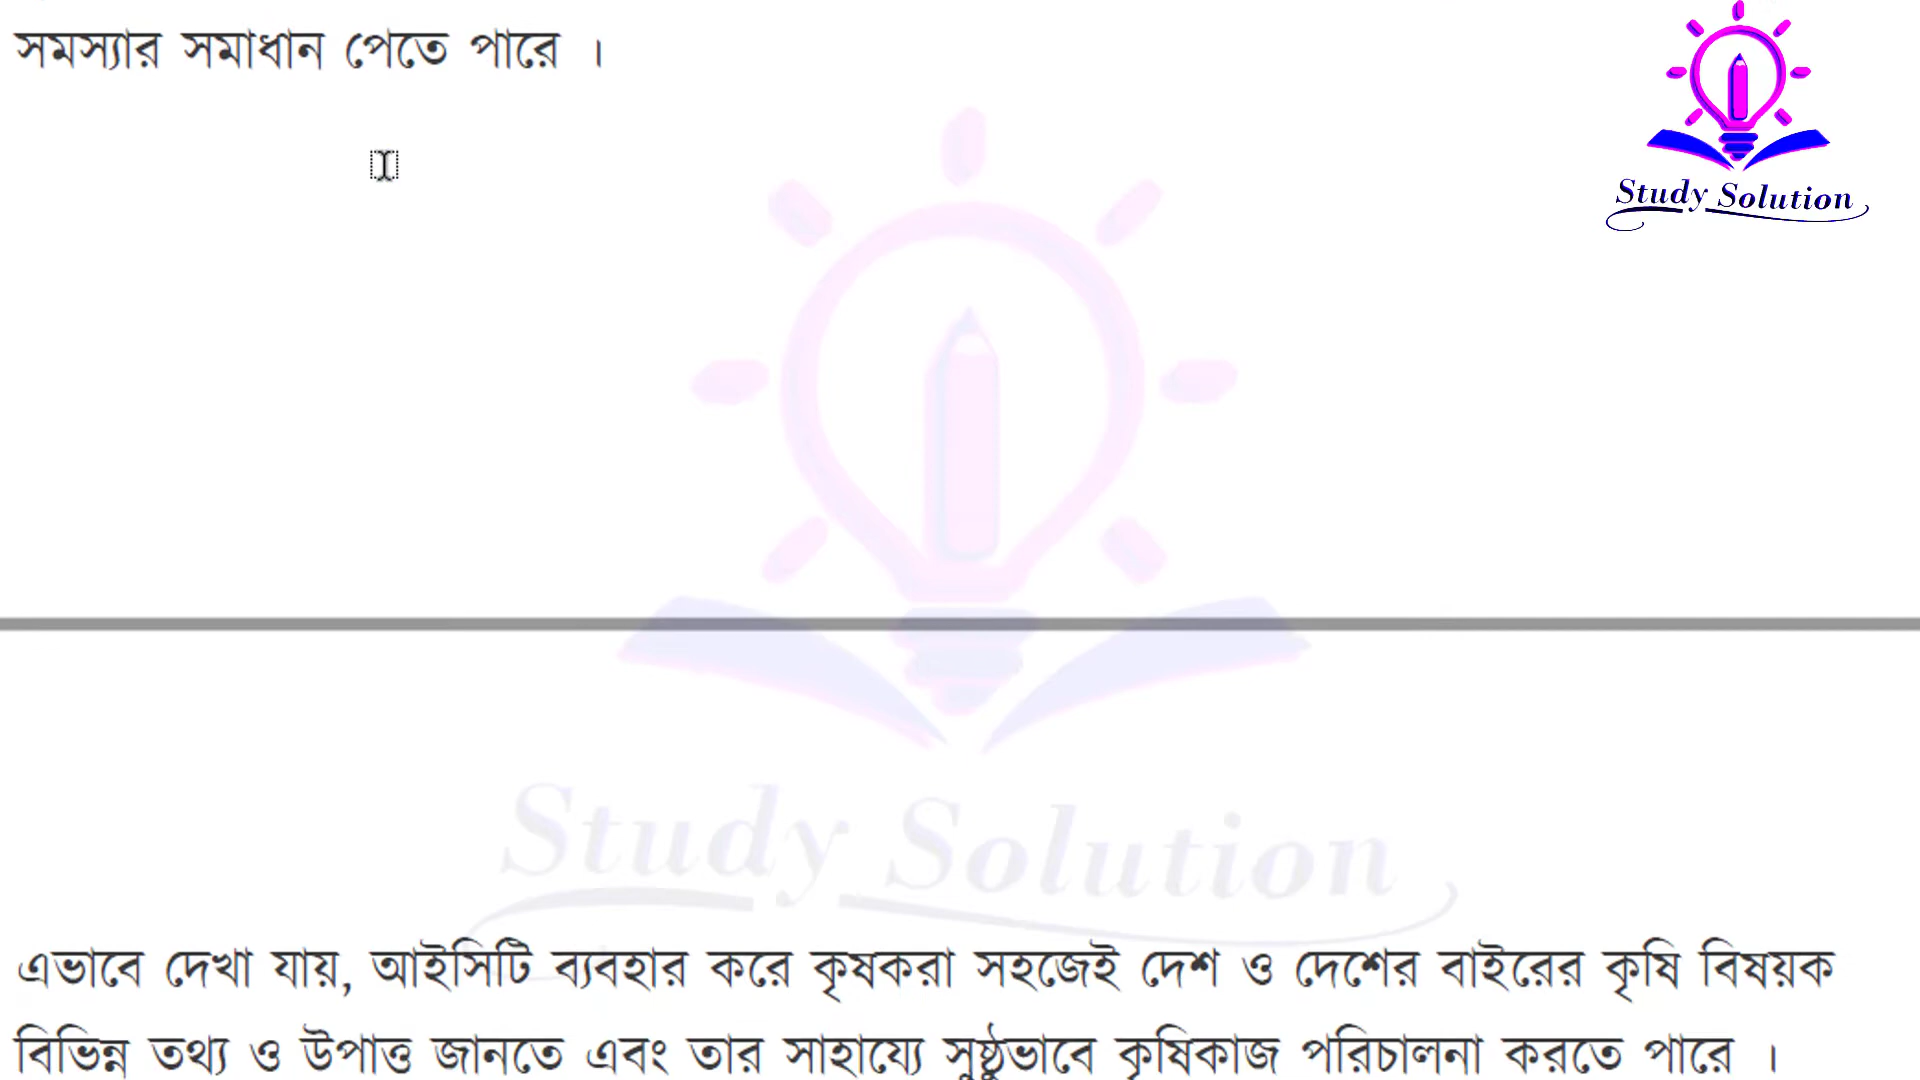 সমস্যার সমাধান পেতে পারে ।
Study Solution
Study Solution
এভাবে দেখা যায়, আইসিটি ব্যবহার করে কৃষকরা সহজেই দেশ ও দেশের বাইরের কৃষি বিষয়ক
বিভিন্ন তথ্য ও উপাত্ত জানতে এবং তার সাহায্যে সুষ্ঠুভাবে কৃষিকাজ পরিচালনা করতে পারে ।